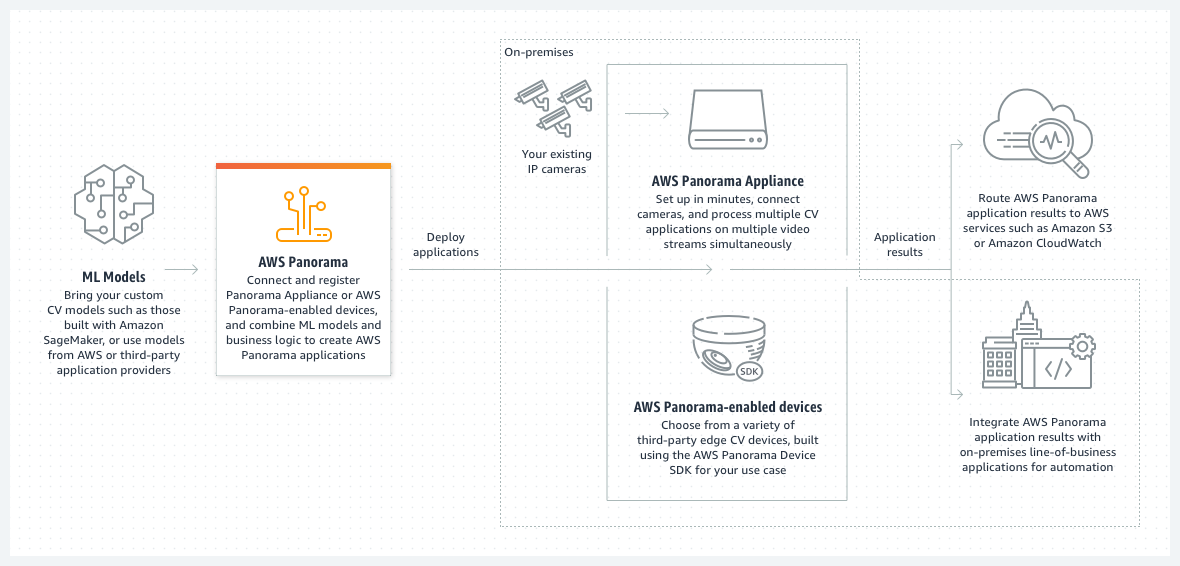 ML Models
Bring your custom
CV models such as those
built with Amazon
SageMaker, or use models
from AWS or third-party
application providers
AWS Panorama
Connect and register
Panorama Appliance or AWS
Panorama-enabled devices,
and combine ML models and
business logic to create AWS
Panorama applications
Deploy
applications
On-premises
Your existing
IP cameras
AWS Panorama Appliance
Set up in minutes, connect
cameras, and process multiple CV
applications on multiple video
streams simultaneously
SDK
AWS Panorama-enabled devices
Choose from a variety of
third-party edge CV devices, built
using the AWS Panorama Device
SDK for your use case
Application
results
Route AWS Panorama
application results to AWS
services such as Amazon S3
or Amazon CloudWatch
</>
Integrate AWS Panorama
application results with
on-premises line-of-business
applications for automation